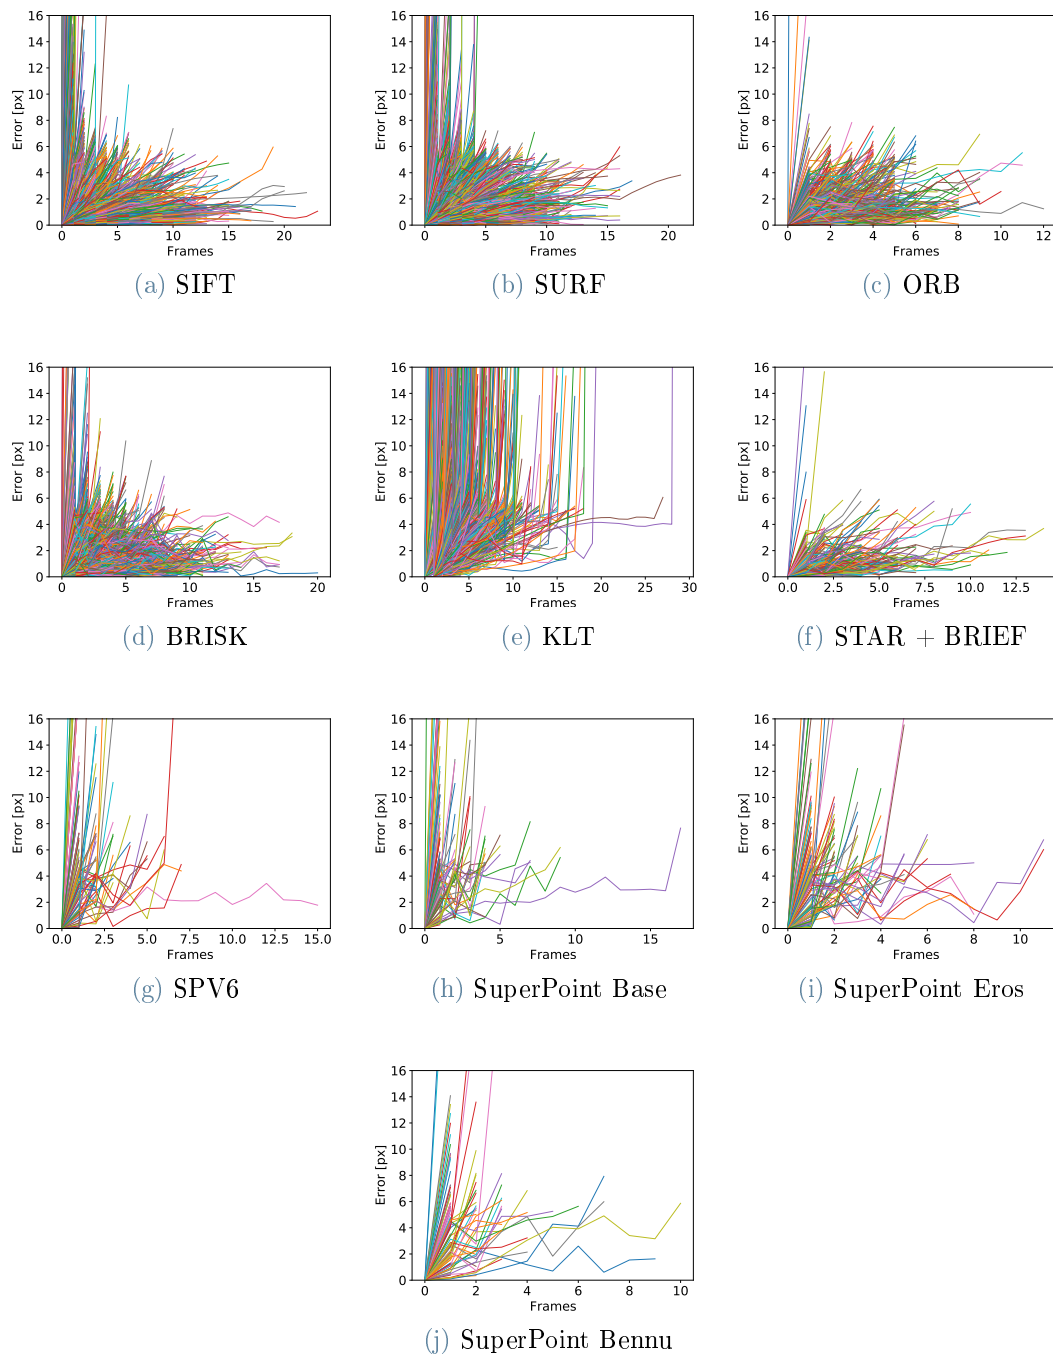 16
14
12
10
8
6
4
2
0
Error [px]
0 5 10 15 20
Frames
(a) SIFT
16
14
12
10
8
6
4
2
0
Error [px]
0 5 10 15 20
Frames
(b) SURF
16
14
12
10
8
6
4
2
0
Error [px]
0 2 4 6 8 10 12
Frames
(c) ORB
16
14
12
10
8
6
4
2
0
Error [px]
0 5 10 15 20
Frames
(d) BRISK
16
14
12
10
8
6
4
2
0
Error [px]
0 5 10 15 20 25 30
Frames
(e) KLT
16
14
12
10
8
6
4
2
0
Error [px]
0.0 2.5 5.0 7.5 10.0 12.5
Frames
(f) STAR + BRIEF
16
14
12
10
8
6
4
2
0
Error [px]
0.0 2.5 5.0 7.5 10.0 12.5 15.0
Frames
(g) SPV6
16
14
12
10
8
6
4
2
0
Error [px]
0 5 10 15
Frames
(h) SuperPoint Base
16
14
12
10
8
6
4
2
0
Error [px]
0 2 4 6 8 10
Frames
(i) SuperPoint Eros
16
14
12
10
8
6
4
2
0
Error [px]
0 2 4 6 8 10
Frames
(j) SuperPoint Bennu